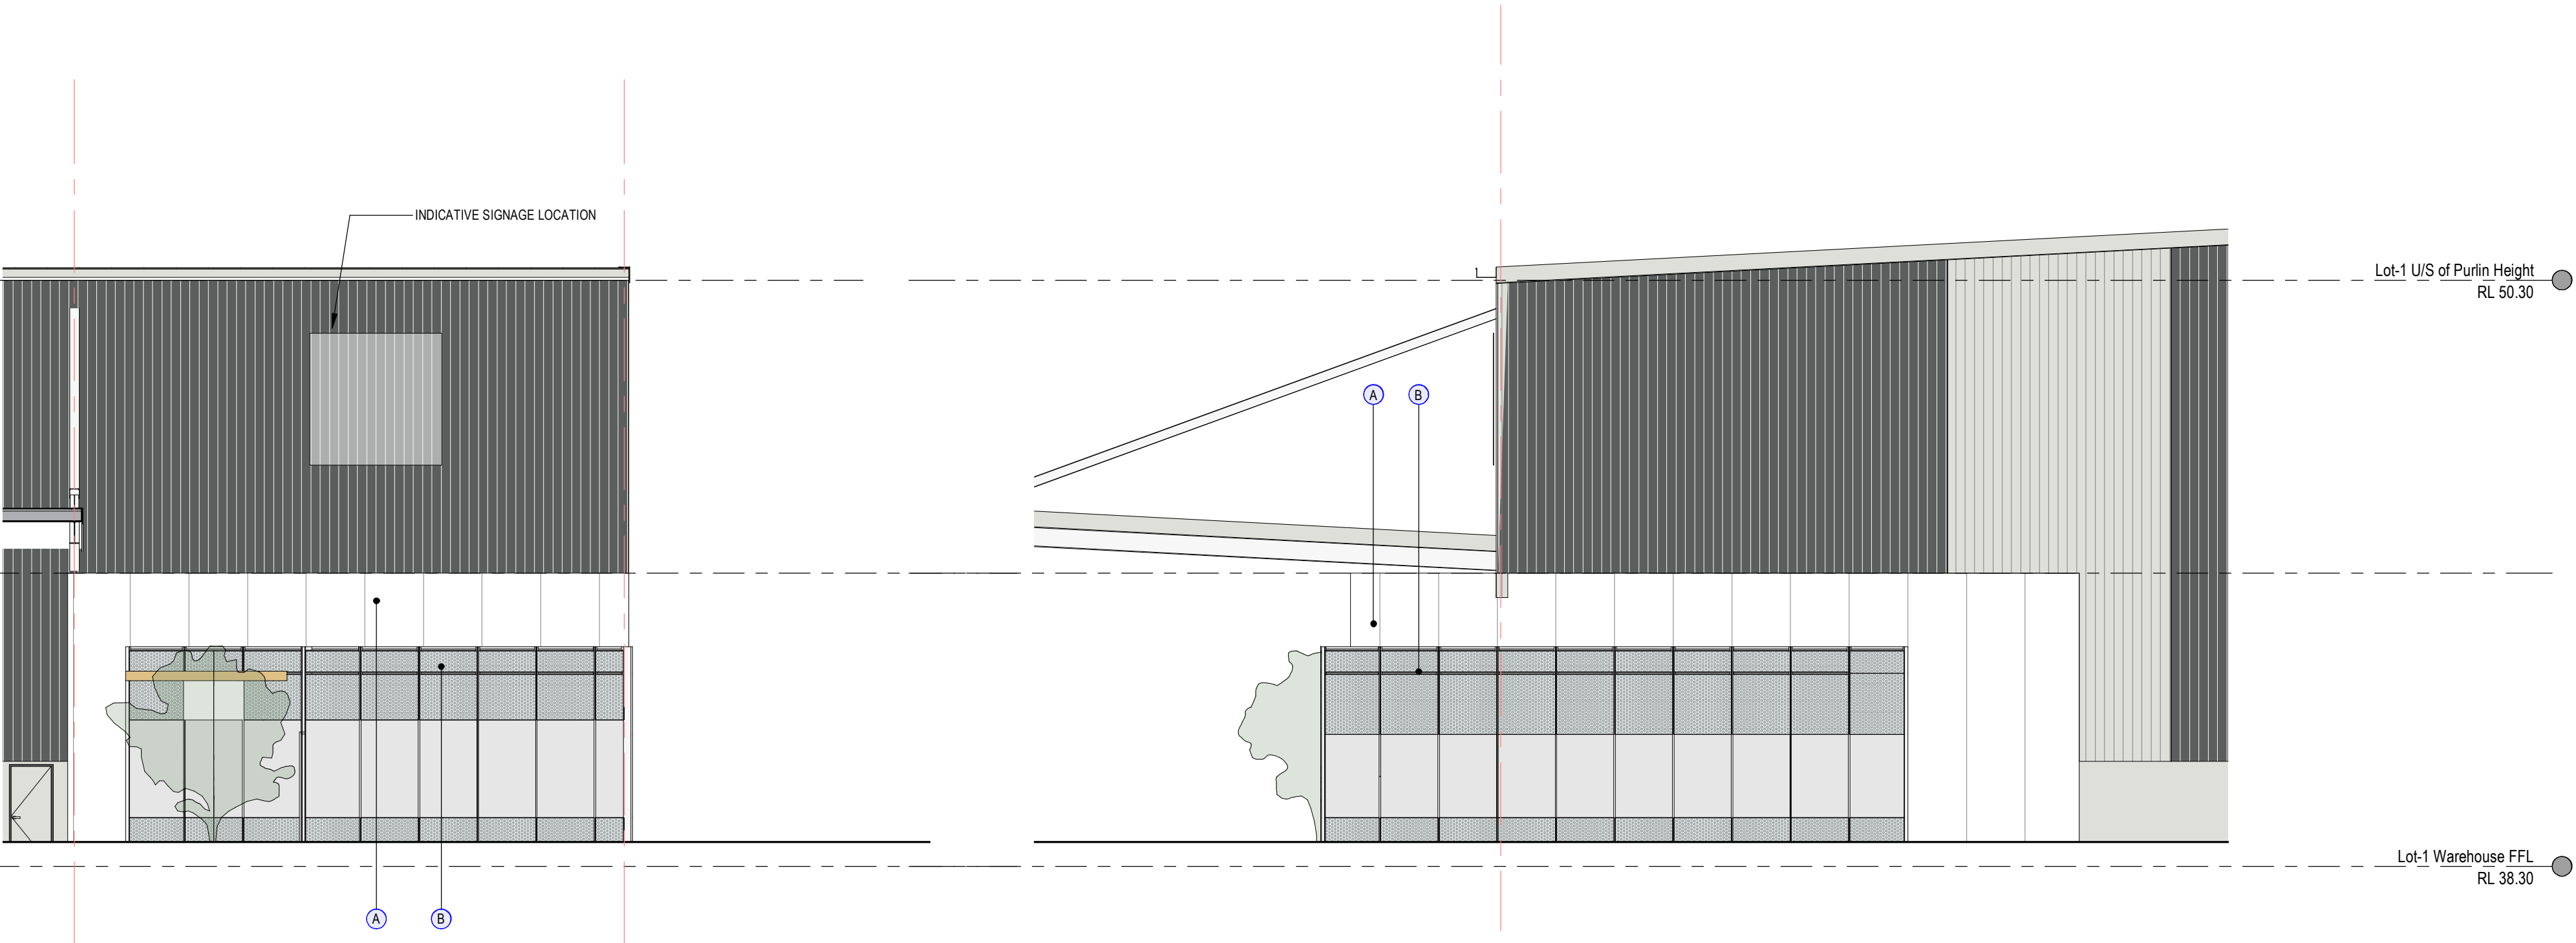 INDICATIVE SIGNAGE LOCATION
Lot-1 U/S of Purlin Height
RL 50.30
A B
Lot-1 Warehouse FFL
RL 38.30
A B